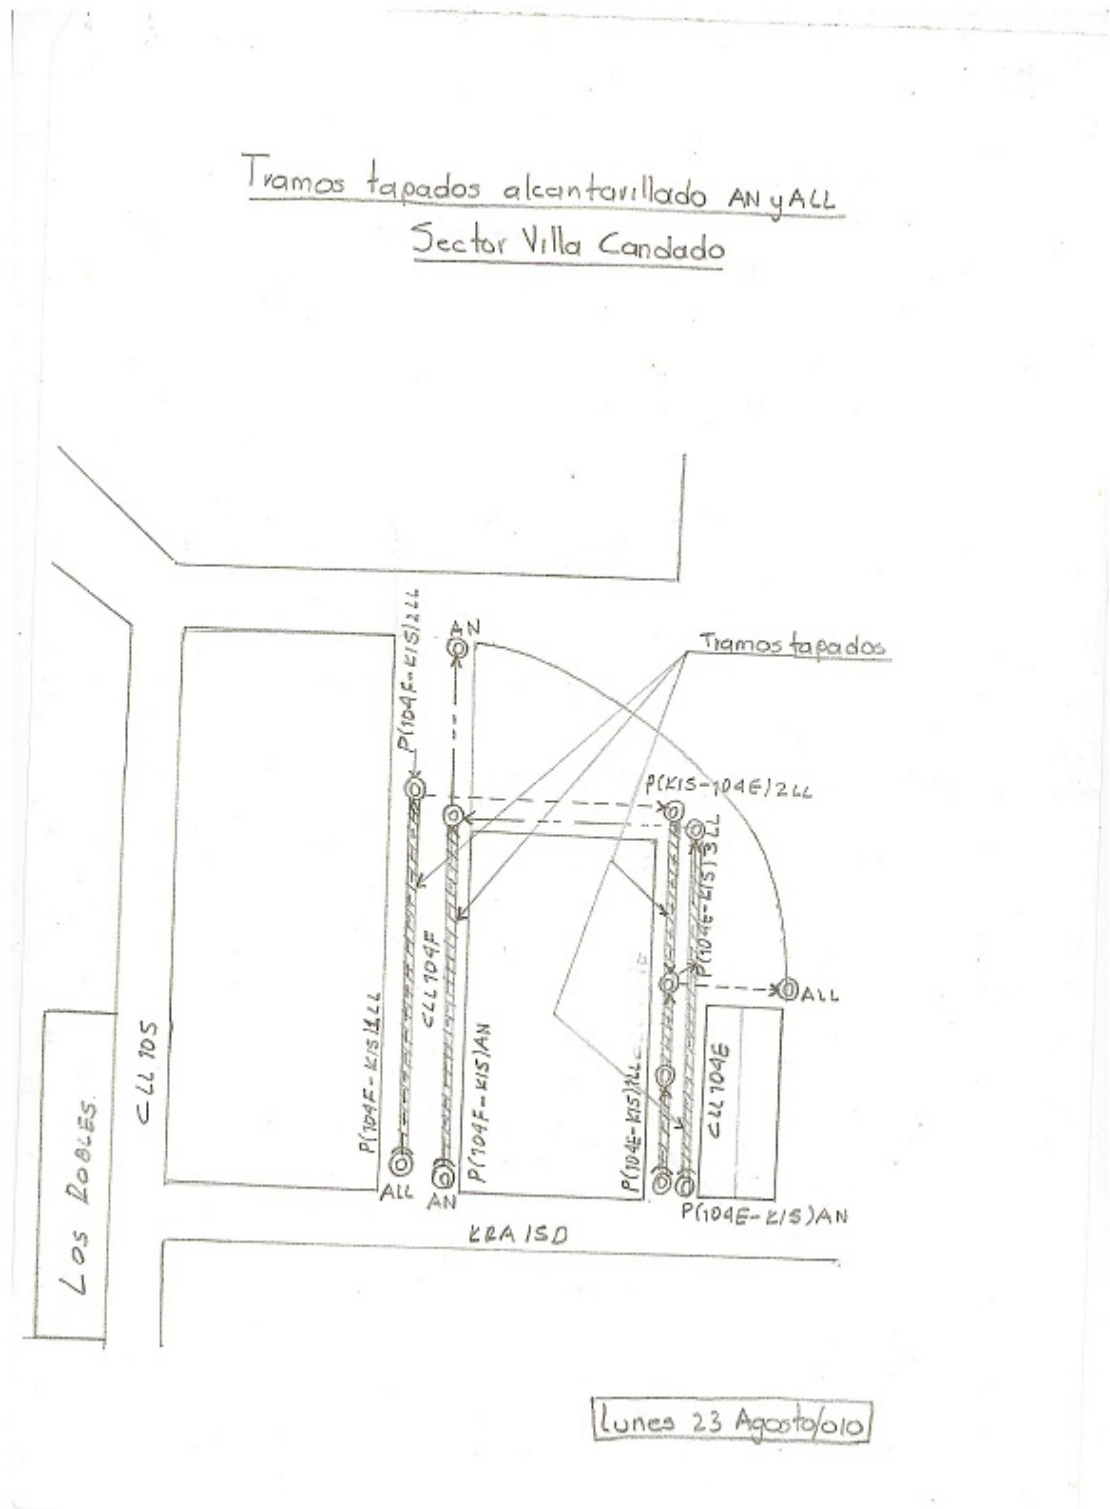 Tramos tapados alcantarillado AN y ALL
Sector Villa Candado
P(104F-K15)2LL
AN
Tramos tapados
P(K15-104E)2LL
P(104E-K15)3LL
ALL
CLL 104F
CLL 105
P(104F-K15)1LL
P(104F-K15)AN
P(104E-K15)1LL
CLL 104E
LOS ROBLES.
ALL
AN
P(104E-K15)AN
KRA 15D
Lunes 23 Agosto/010